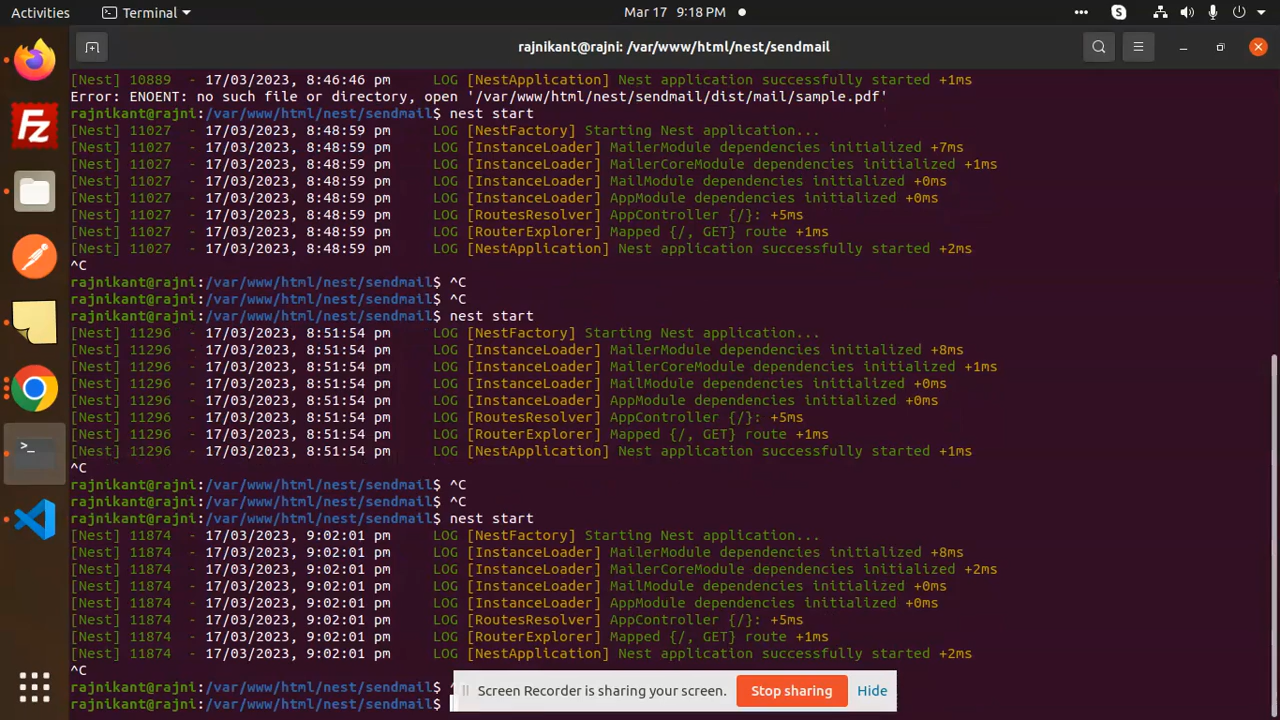 Activities Terminal Mar 17 9:18 PM
rajnikant@rajni: /var/www/html/nest/sendmail
[Nest] 10889 - 17/03/2023, 8:46:46 pm LOG [NestApplication] Nest application successfully started +1ms
Error: ENOENT: no such file or directory, open '/var/www/html/nest/sendmail/dist/mail/sample.pdf'
rajnikant@rajni:/var/www/html/nest/sendmail$ nest start
[Nest] 11027 - 17/03/2023, 8:48:59 pm LOG [NestFactory] Starting Nest application...
[Nest] 11027 - 17/03/2023, 8:48:59 pm LOG [InstanceLoader] MailerModule dependencies initialized +7ms
[Nest] 11027 - 17/03/2023, 8:48:59 pm LOG [InstanceLoader] MailerCoreModule dependencies initialized +1ms
[Nest] 11027 - 17/03/2023, 8:48:59 pm LOG [InstanceLoader] MailModule dependencies initialized +0ms
[Nest] 11027 - 17/03/2023, 8:48:59 pm LOG [InstanceLoader] AppModule dependencies initialized +0ms
[Nest] 11027 - 17/03/2023, 8:48:59 pm LOG [RoutesResolver] AppController {/}: +5ms
[Nest] 11027 - 17/03/2023, 8:48:59 pm LOG [RouterExplorer] Mapped {/, GET} route +1ms
[Nest] 11027 - 17/03/2023, 8:48:59 pm LOG [NestApplication] Nest application successfully started +2ms
^C
rajnikant@rajni:/var/www/html/nest/sendmail$ ^C
rajnikant@rajni:/var/www/html/nest/sendmail$ ^C
rajnikant@rajni:/var/www/html/nest/sendmail$ nest start
[Nest] 11296 - 17/03/2023, 8:51:54 pm LOG [NestFactory] Starting Nest application...
[Nest] 11296 - 17/03/2023, 8:51:54 pm LOG [InstanceLoader] MailerModule dependencies initialized +8ms
[Nest] 11296 - 17/03/2023, 8:51:54 pm LOG [InstanceLoader] MailerCoreModule dependencies initialized +1ms
[Nest] 11296 - 17/03/2023, 8:51:54 pm LOG [InstanceLoader] MailModule dependencies initialized +0ms
[Nest] 11296 - 17/03/2023, 8:51:54 pm LOG [InstanceLoader] AppModule dependencies initialized +0ms
[Nest] 11296 - 17/03/2023, 8:51:54 pm LOG [RoutesResolver] AppController {/}: +5ms
[Nest] 11296 - 17/03/2023, 8:51:54 pm LOG [RouterExplorer] Mapped {/, GET} route +1ms
[Nest] 11296 - 17/03/2023, 8:51:54 pm LOG [NestApplication] Nest application successfully started +1ms
^C
rajnikant@rajni:/var/www/html/nest/sendmail$ ^C
rajnikant@rajni:/var/www/html/nest/sendmail$ ^C
rajnikant@rajni:/var/www/html/nest/sendmail$ nest start
[Nest] 11874 - 17/03/2023, 9:02:01 pm LOG [NestFactory] Starting Nest application...
[Nest] 11874 - 17/03/2023, 9:02:01 pm LOG [InstanceLoader] MailerModule dependencies initialized +8ms
[Nest] 11874 - 17/03/2023, 9:02:01 pm LOG [InstanceLoader] MailerCoreModule dependencies initialized +2ms
[Nest] 11874 - 17/03/2023, 9:02:01 pm LOG [InstanceLoader] MailModule dependencies initialized +0ms
[Nest] 11874 - 17/03/2023, 9:02:01 pm LOG [InstanceLoader] AppModule dependencies initialized +0ms
[Nest] 11874 - 17/03/2023, 9:02:01 pm LOG [RoutesResolver] AppController {/}: +5ms
[Nest] 11874 - 17/03/2023, 9:02:01 pm LOG [RouterExplorer] Mapped {/, GET} route +1ms
[Nest] 11874 - 17/03/2023, 9:02:01 pm LOG [NestApplication] Nest application successfully started +2ms
^C
rajnikant@rajni:/var/www/html/nest/sendmail$
rajnikant@rajni:/var/www/html/nest/sendmail$
Screen Recorder is sharing your screen. Stop sharing Hide